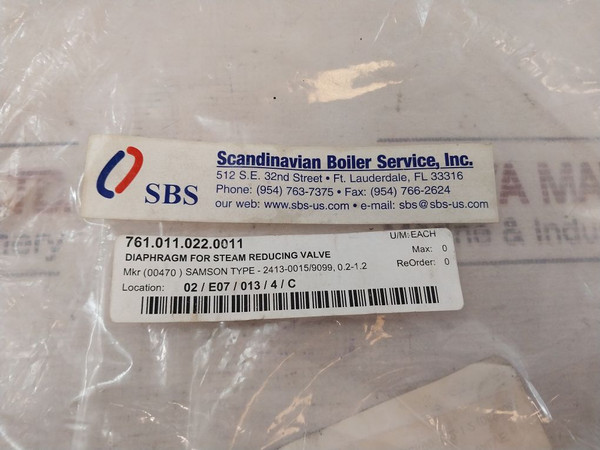 SBS
Scandinavian Boiler Service, Inc.
512 S.E. 32nd Street • Ft. Lauderdale, FL 33316
Phone: (954) 763-7375 • Fax: (954) 766-2624
our web: www.sbs-us.com • e-mail: sbs@sbs-us.com
761.011.022.0011
U/M: EACH
DIAPHRAGM FOR STEAM REDUCING VALVE
Max: 0
Mkr (00470 ) SAMSON TYPE - 2413-0015/9099, 0.2-1.2
ReOrder: 0
Location: 02 / E07 / 013 / 4 / C
A MA
& Indu